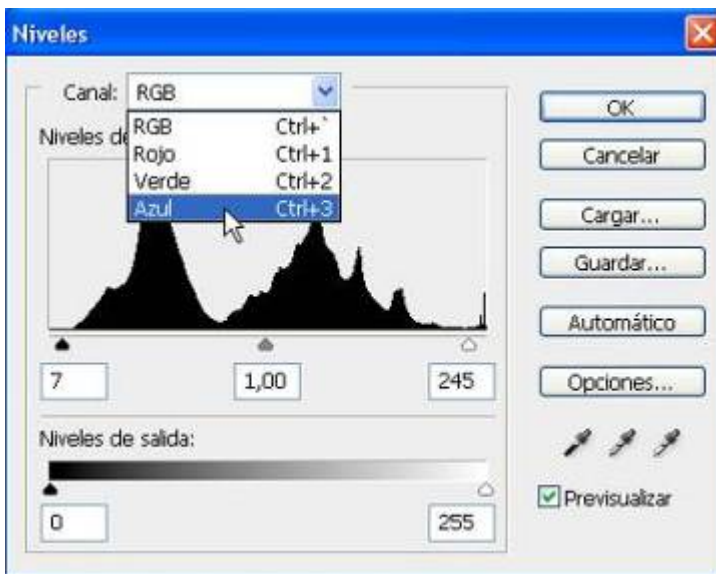 Niveles
Canal: RGB
RGB Ctrl+`
Rojo Ctrl+1
Verde Ctrl+2
Azul Ctrl+3
Niveles de
7 1,00 245
Niveles de salida:
0 255
OK
Cancelar
Cargar...
Guardar...
Automático
Opciones...
Previsualizar